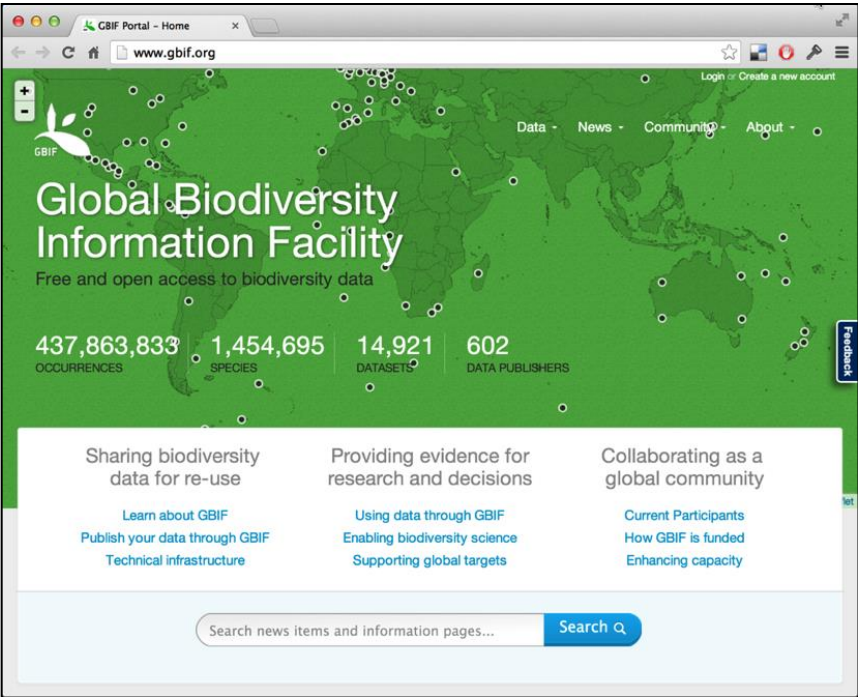 GBIF Portal – Home
www.gbif.org
Login or Create a new account
+
-
GBIF
Data
News
Community
About
Global Biodiversity
Information Facility
Free and open access to biodiversity data
437,863,833
OCCURRENCES
1,454,695
SPECIES
14,921
DATASETS
602
DATA PUBLISHERS
Feedback
Sharing biodiversity
data for re-use
Learn about GBIF
Publish your data through GBIF
Technical infrastructure
Providing evidence for
research and decisions
Using data through GBIF
Enabling biodiversity science
Supporting global targets
Collaborating as a
global community
Current Participants
How GBIF is funded
Enhancing capacity
Search news items and information pages...
Search